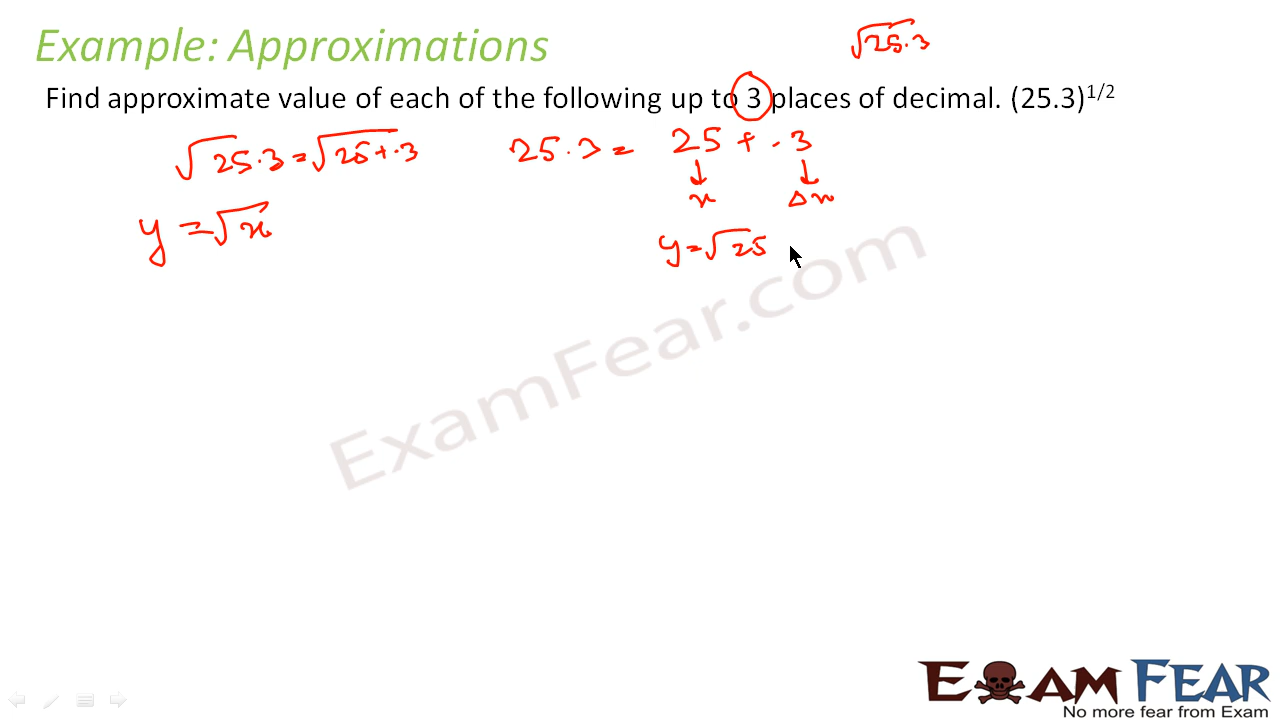 Example: Approximations
√25.3
Find approximate value of each of the following up to 3 places of decimal. (25.3)^1/2
√25.3 = √25+.3
25.3 = 25 + .3
↓ ↓
x Δx
y = √x
y = √25
ExamFear.com
EXAM FEAR
No more fear from Exam